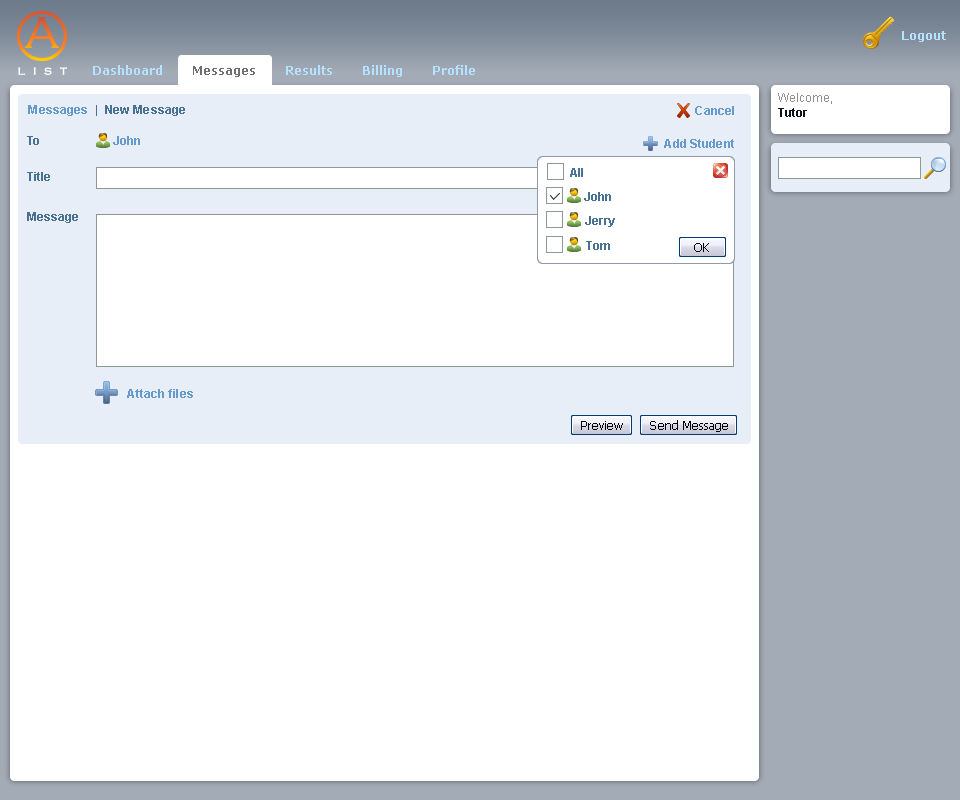 A
LIST
Logout
Dashboard Messages Results Billing Profile
Messages | New Message
Cancel
Welcome,
Tutor
To John
Add Student
Title
All
John
Jerry
Tom
OK
Message
Attach files
Preview Send Message